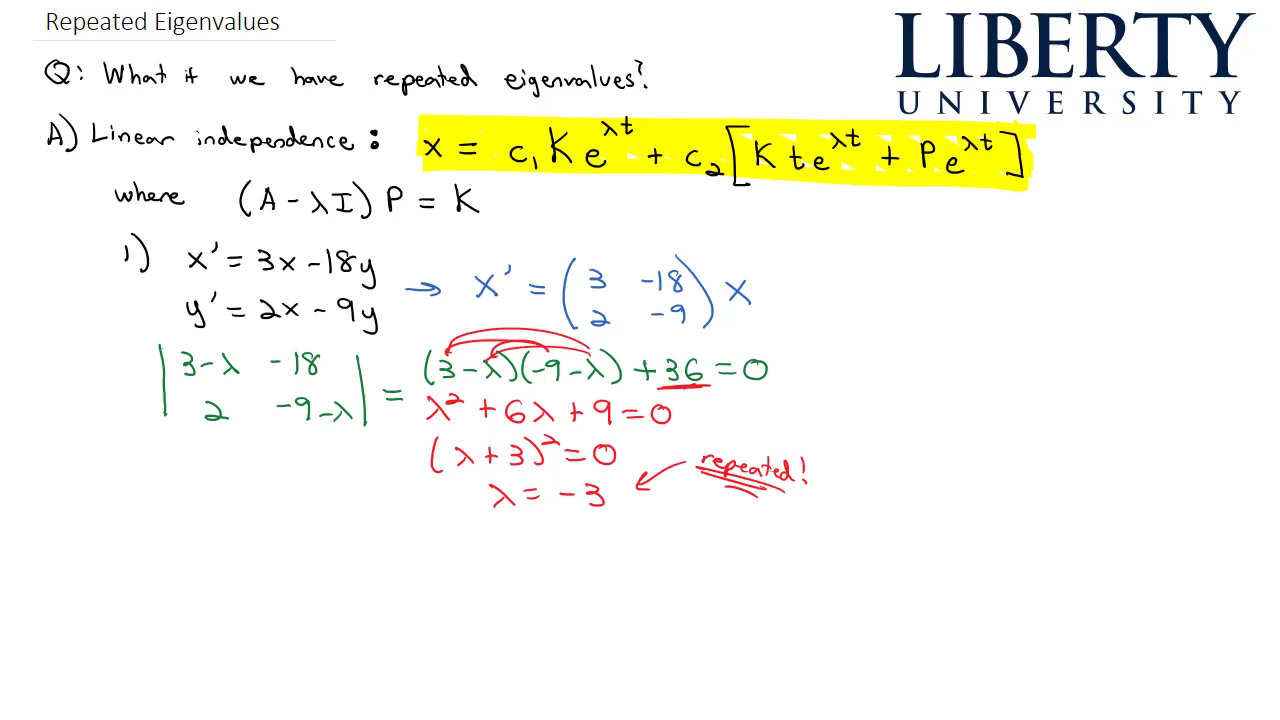 Repeated Eigenvalues
LIBERTY
UNIVERSITY
Q: What if we have repeated eigenvalues?
A) Linear independence: x = c₁Ke^λt + c₂[Kte^λt + Pe^λt]
where (A - λI)P = K
1) x' = 3x - 18y
y' = 2x - 9y
→ X' = (3 -18
2 -9) X
|3-λ -18
2 -9-λ| = (3-λ)(-9-λ) + 36 = 0
λ² + 6λ + 9 = 0
(λ + 3)² = 0
repeated!
λ = -3